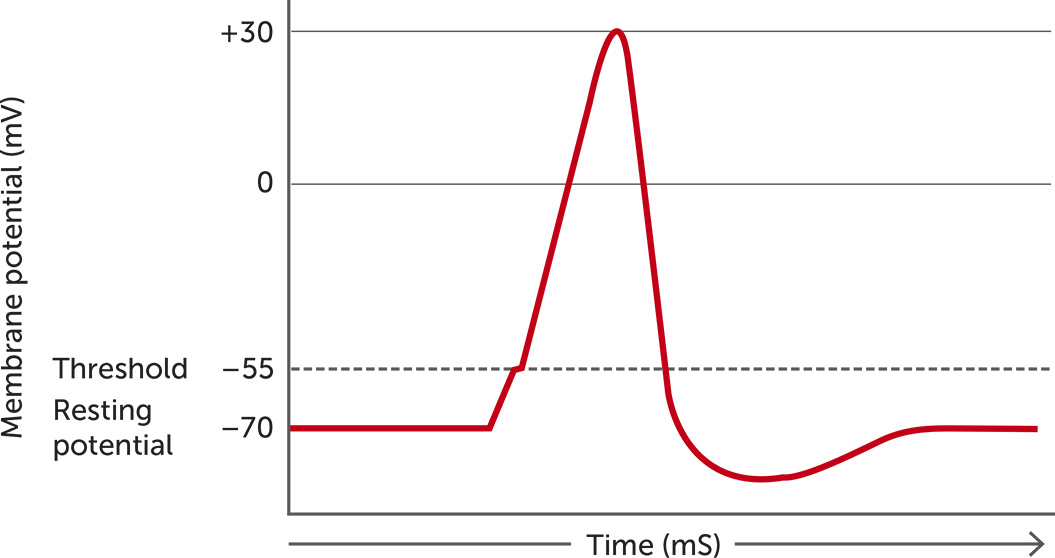 Membrane potential (mV)
+30
0
Threshold –55
Resting
potential
–70
Time (mS)